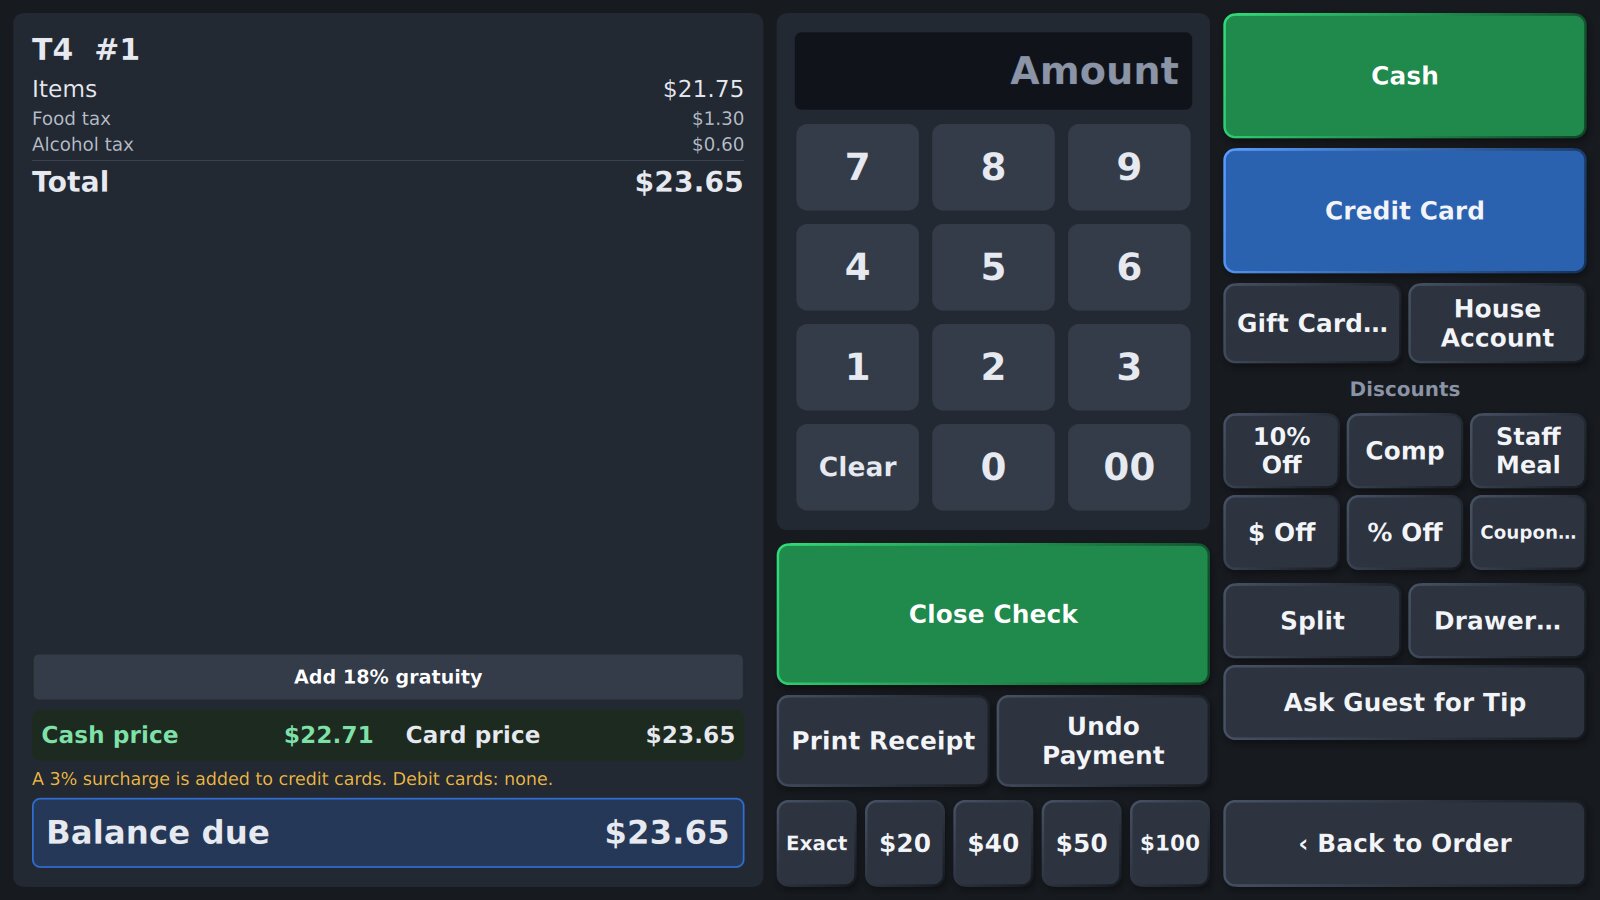 T4 #1
Items $21.75
Food tax $1.30
Alcohol tax $0.60
Total $23.65
Add 18% gratuity
Cash price $22.71 Card price $23.65
A 3% surcharge is added to credit cards. Debit cards: none.
Balance due $23.65
Amount
7 8 9
4 5 6
1 2 3
Clear 0 00
Close Check
Print Receipt
Undo
Payment
Exact $20 $40 $50 $100
Cash
Credit Card
Gift Card…
House
Account
Discounts
10%
Off
Comp
Staff
Meal
$ Off
% Off
Coupon…
Split
Drawer…
Ask Guest for Tip
‹ Back to Order